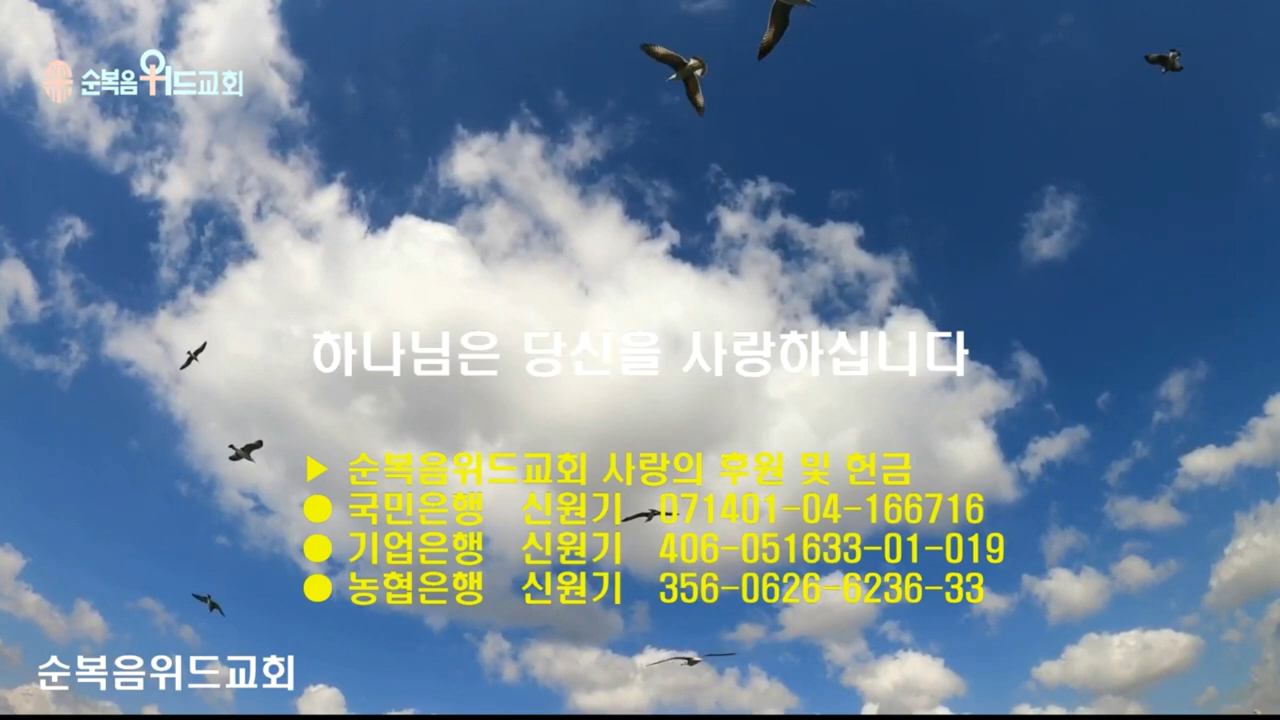 순복음위드교회
하나님은 당신을 사랑하십니다
▶ 순복음위드교회 사랑의 후원 및 헌금
● 국민은행 신원기 071401-04-166716
● 기업은행 신원기 406-051633-01-019
● 농협은행 신원기 356-0626-6236-33
순복음위드교회